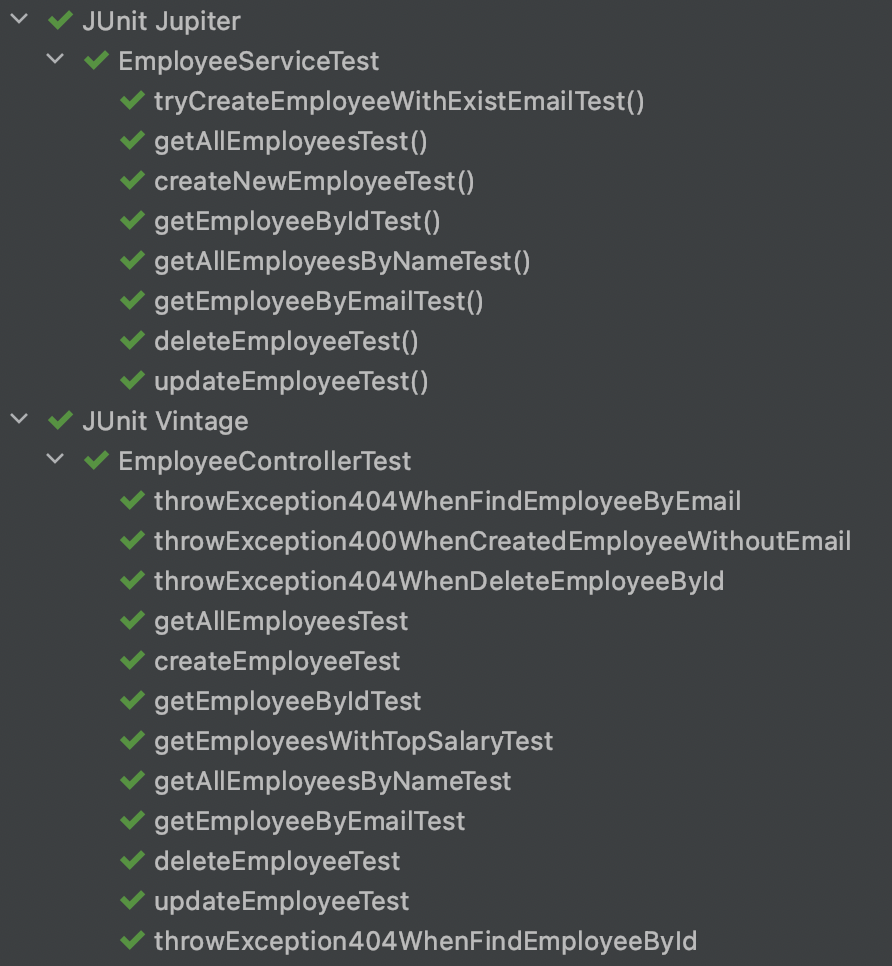 JUnit Jupiter
EmployeeServiceTest
tryCreateEmployeeWithExistEmailTest()
getAllEmployeesTest()
createNewEmployeeTest()
getEmployeeByIdTest()
getAllEmployeesByNameTest()
getEmployeeByEmailTest()
deleteEmployeeTest()
updateEmployeeTest()
JUnit Vintage
EmployeeControllerTest
throwException404WhenFindEmployeeByEmail
throwException400WhenCreatedEmployeeWithoutEmail
throwException404WhenDeleteEmployeeById
getAllEmployeesTest
createEmployeeTest
getEmployeeByIdTest
getEmployeesWithTopSalaryTest
getAllEmployeesByNameTest
getEmployeeByEmailTest
deleteEmployeeTest
updateEmployeeTest
throwException404WhenFindEmployeeById